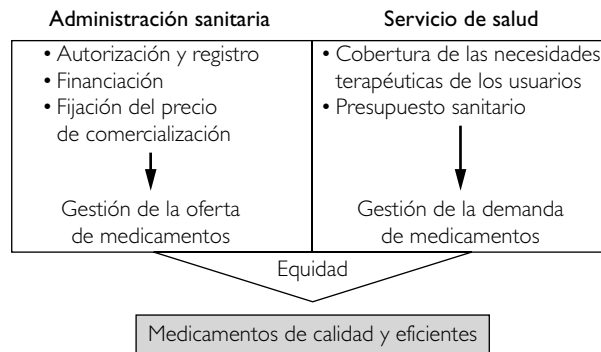 Administración sanitaria
• Autorización y registro
• Financiación
• Fijación del precio
de comercialización
Gestión de la oferta
de medicamentos
Servicio de salud
• Cobertura de las necesidades
terapéuticas de los usuarios
• Presupuesto sanitario
Gestión de la demanda
de medicamentos
Equidad
Medicamentos de calidad y eficientes